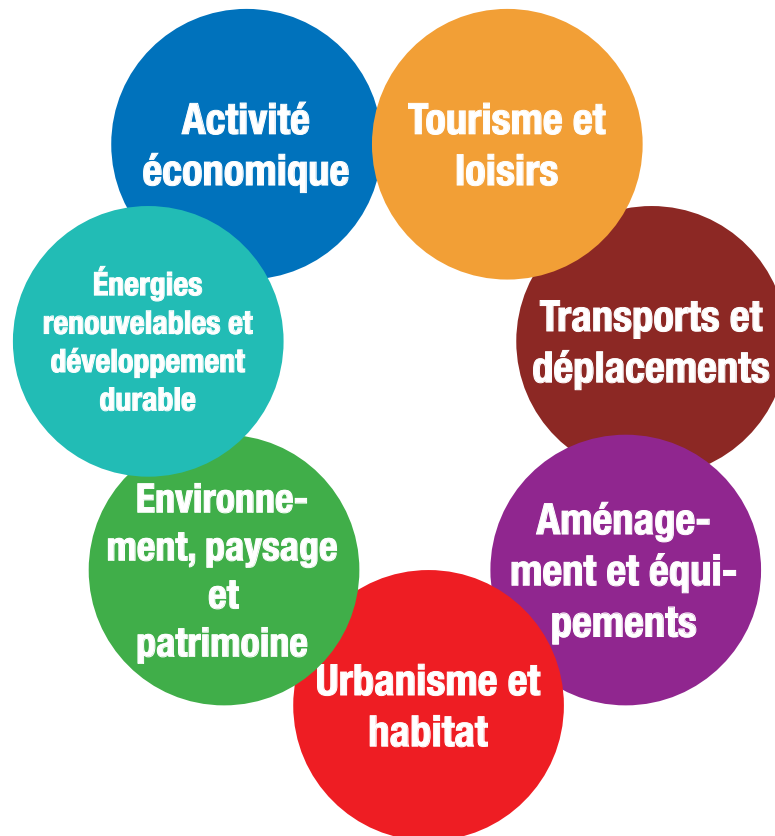 Activité
économique
Tourisme et
loisirs
Transports et
déplacements
Aménage-
ment et équi-
pements
Urbanisme et
habitat
Environne-
ment, paysage
et
patrimoine
Énergies
renouvelables et
développement
durable